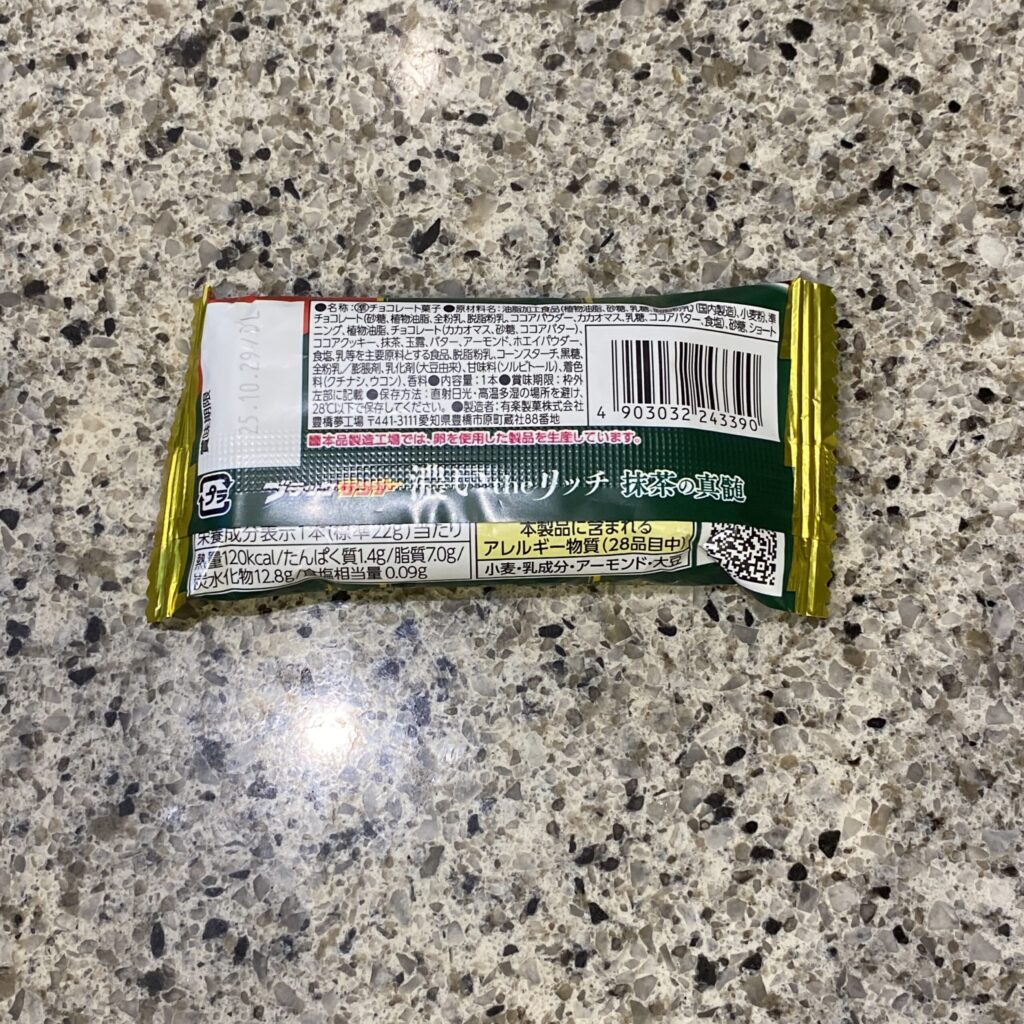 ●名称:準チョコレート菓子 ●原材料名:油脂加工食品(植物油脂、砂糖、乳糖、(国内製造)、小麦粉、準
チョコレート(砂糖、植物油脂、全粉乳、脱脂粉乳、ココアパウダー、カカオマス、乳糖、ココアバター、食塩)、砂糖、ショート
ニング、植物油脂、チョコレート(カカオマス、砂糖、ココアバター)、
ココアクッキー、抹茶、玉露、バター、アーモンド、ホエイパウダー、
食塩、乳等を主要原料とする食品、脱脂粉乳、コーンスターチ、黒糖、
全粉乳/膨脹剤、乳化剤(大豆由来)、甘味料(ソルビトール)、着色
料(クチナシ、ウコン)、香料●内容量:1本●賞味期限:枠外
左部に記載 ●保存方法:直射日光・高温多湿の場所を避け、
28℃以下で保存してください。●製造者:有楽製菓株式会社
豊橋夢工場 〒441-3111愛知県豊橋市原町蔵社88番地
本品製造工場では、卵を使用した製品を生産しています。
賞味期限
25.10.29/
4 903032 243390
プラ
ブラックサンダー 濃 theリッチ 抹茶の真髄
栄養成分表示1本(標準22g)当たり
熱量120kcal/たんぱく質1.4g/脂質7.0g/
炭水化物12.8g/食塩相当量 0.09g
本製品に含まれる
アレルギー物質(28品目中)
小麦・乳成分・アーモンド・大豆